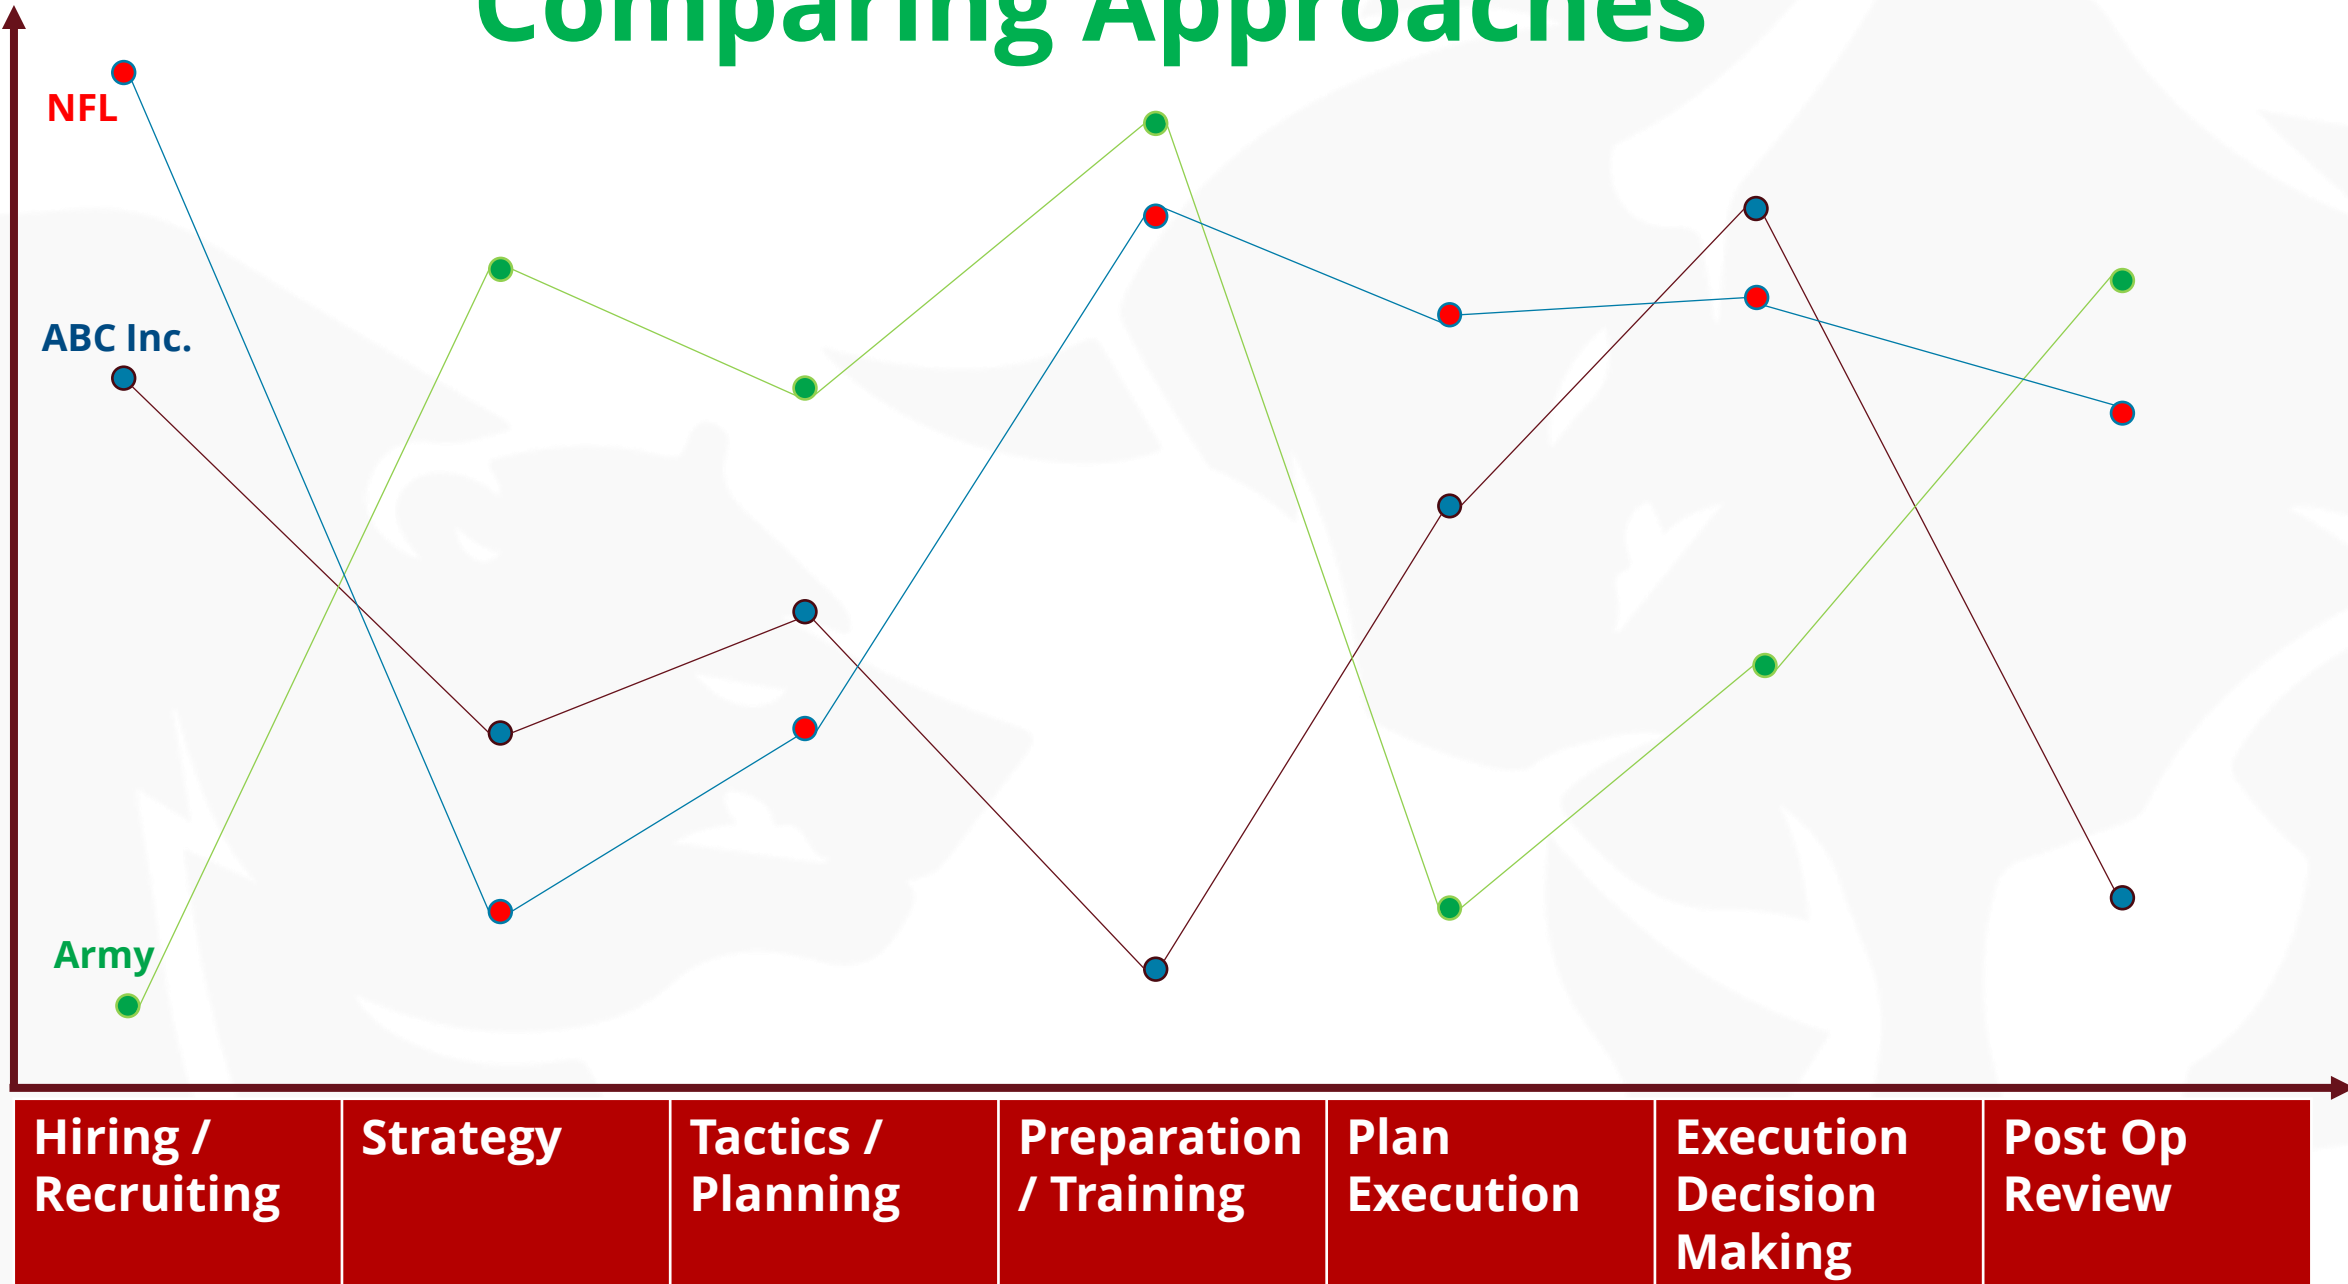 Comparing Approaches
NFL
ABC Inc.
Army
Hiring /
Recruiting
Strategy
Tactics /
Planning
Preparation
/ Training
Plan
Execution
Execution
Decision
Making
Post Op
Review